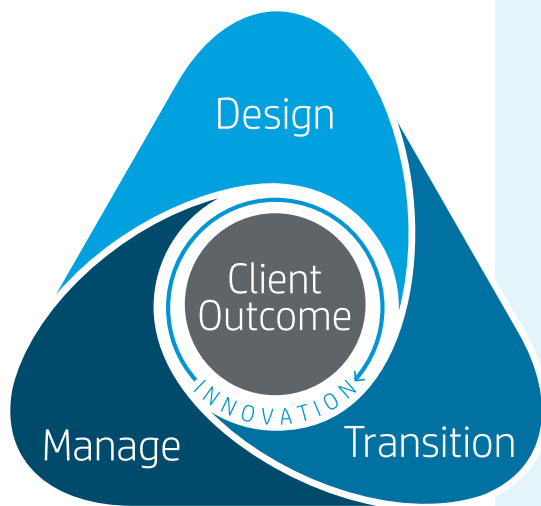 Design
Client
Outcome
INNOVATION
Manage
Transition